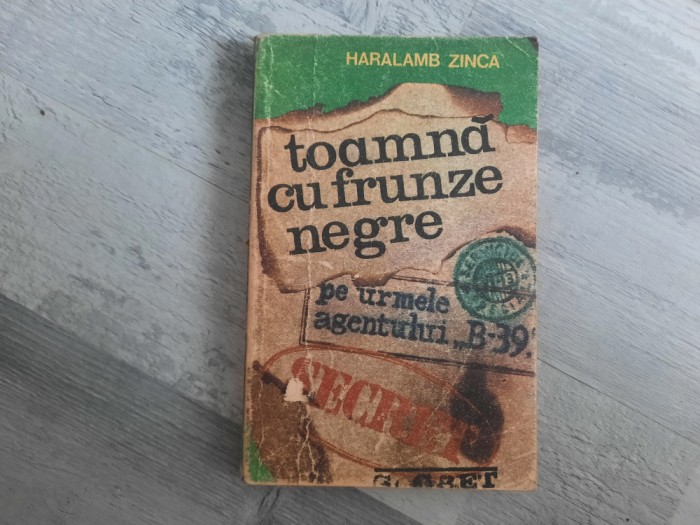 HARALAMB ZINCA
toamnă
cu frunze
negre
pe urmele
agentului „B-39.”
SECRET